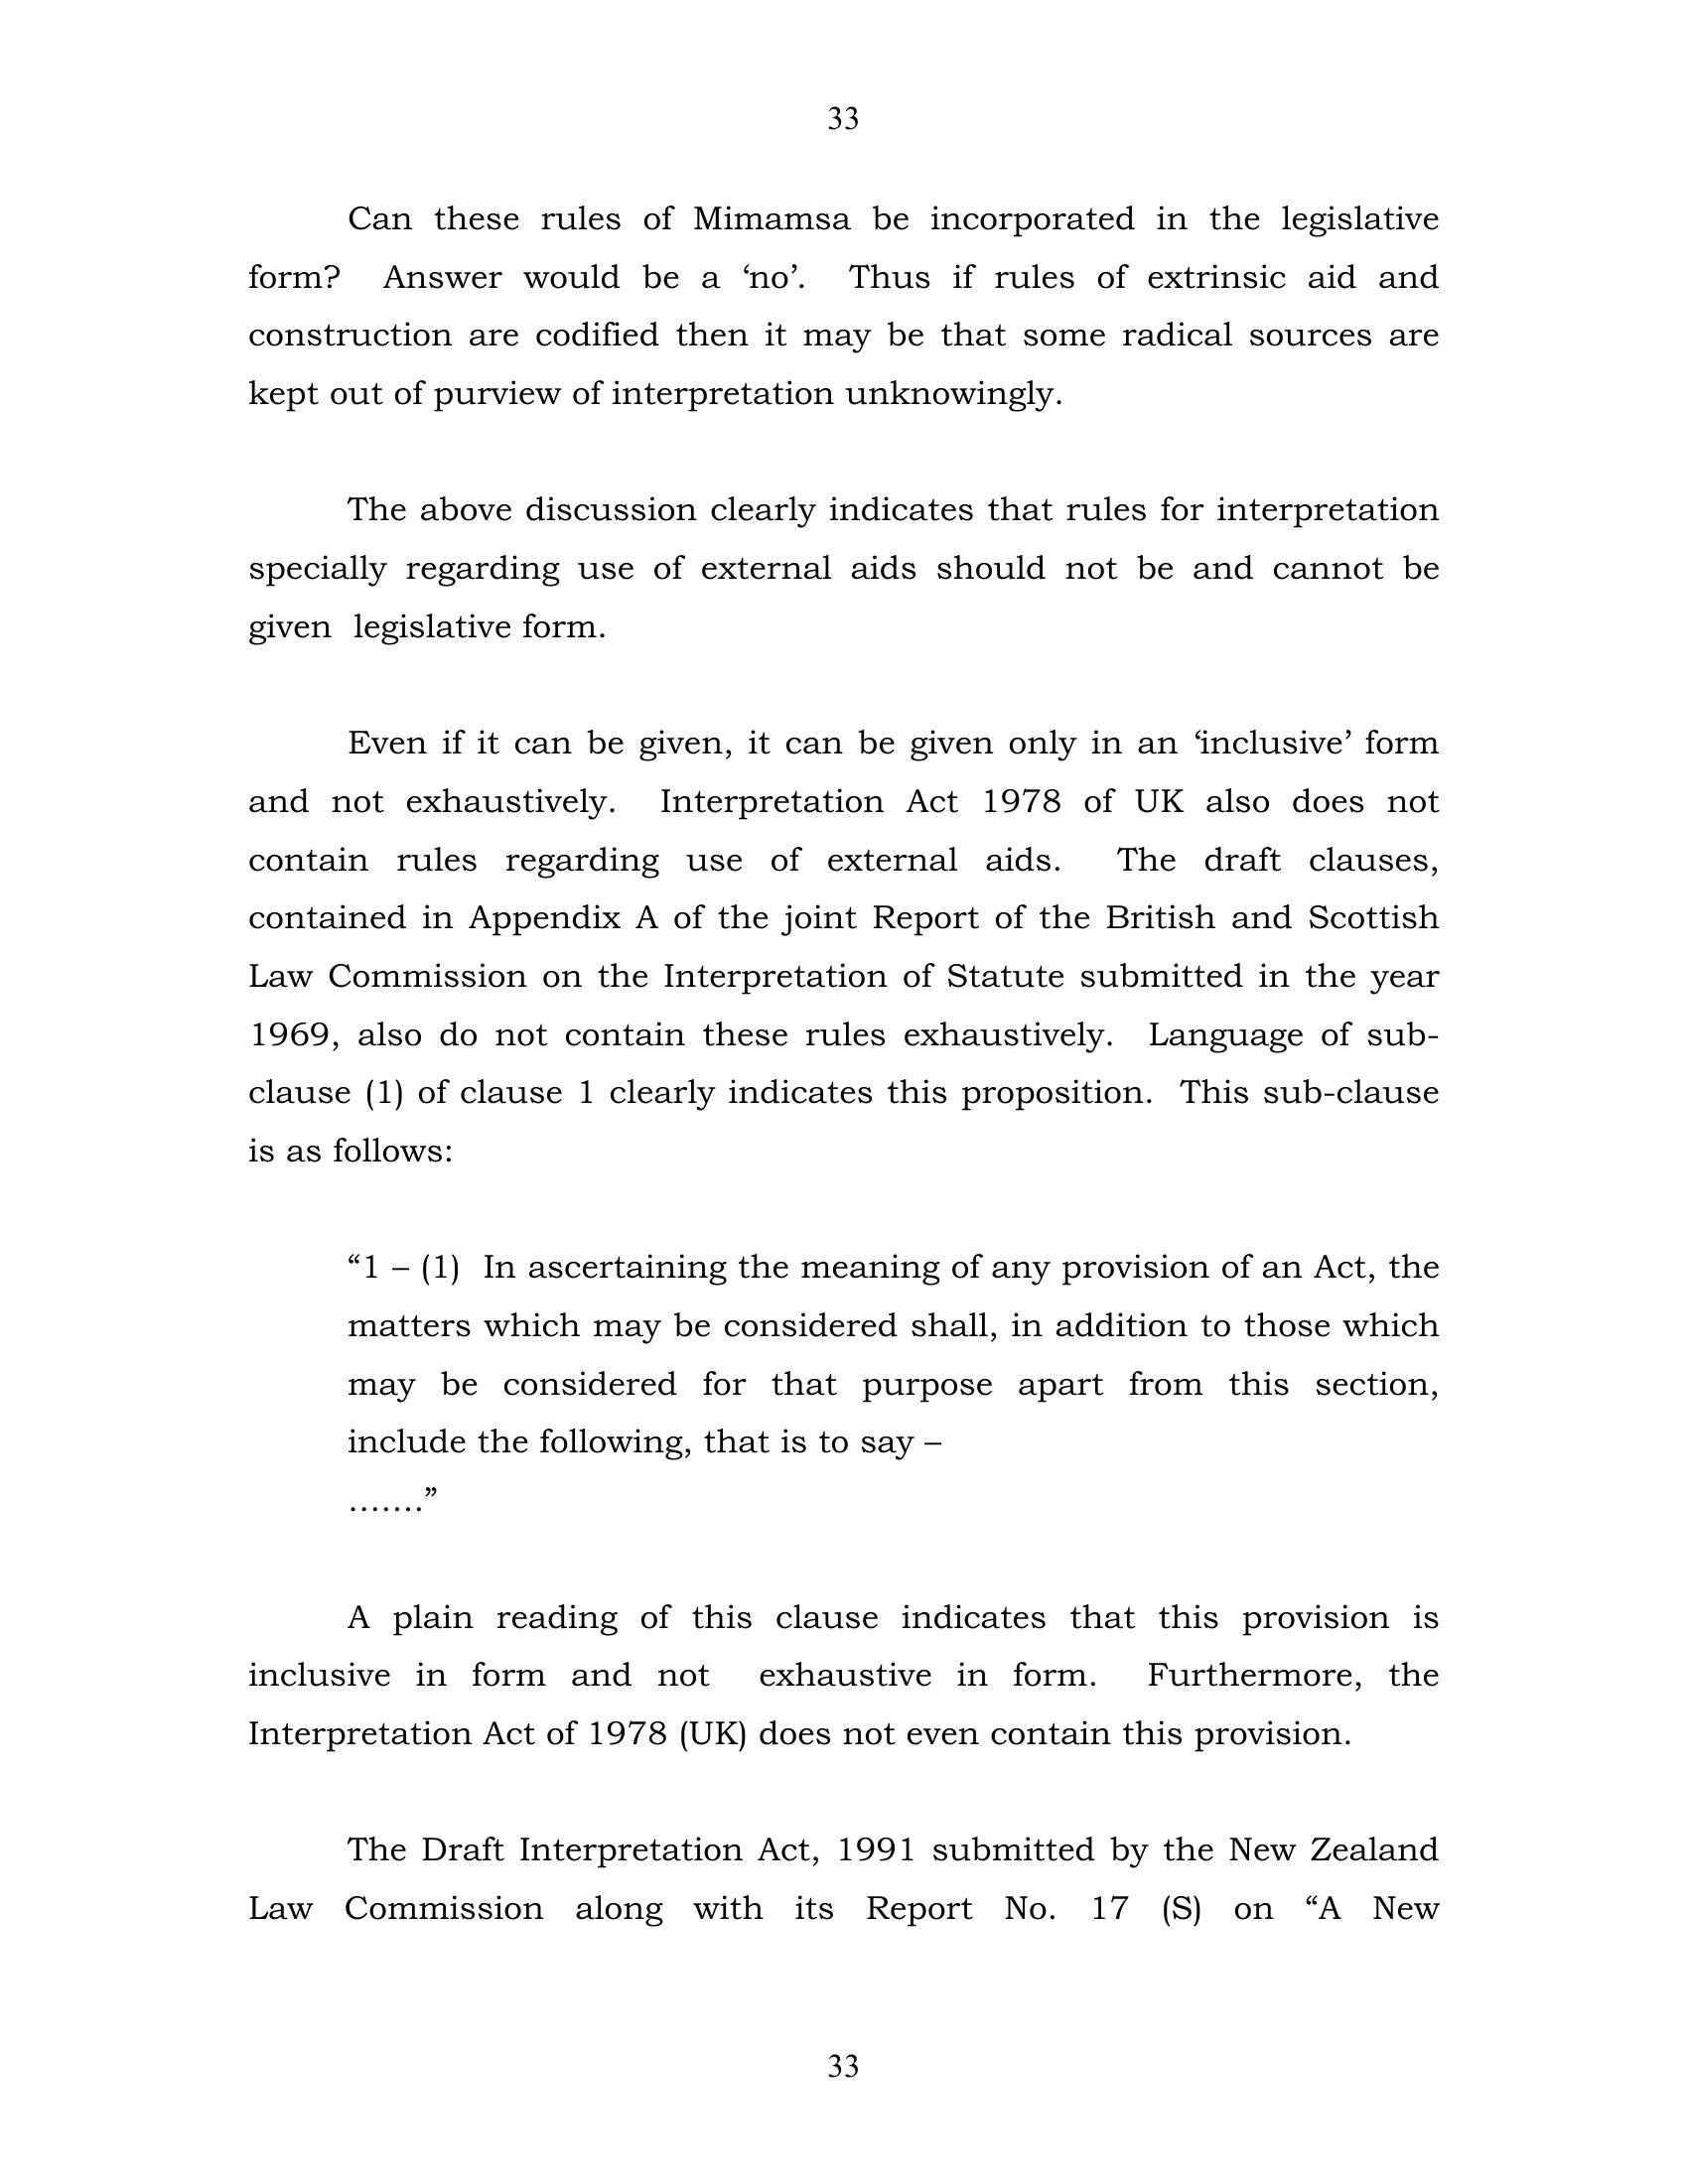 33
Can these rules of Mimamsa be incorporated in the legislative
form? Answer would be a ‘no’. Thus if rules of extrinsic aid and
construction are codified then it may be that some radical sources are
kept out of purview of interpretation unknowingly.
The above discussion clearly indicates that rules for interpretation
specially regarding use of external aids should not be and cannot be
given legislative form.
Even if it can be given, it can be given only in an ‘inclusive’ form
and not exhaustively. Interpretation Act 1978 of UK also does not
contain rules regarding use of external aids. The draft clauses,
contained in Appendix A of the joint Report of the British and Scottish
Law Commission on the Interpretation of Statute submitted in the year
1969, also do not contain these rules exhaustively. Language of sub-
clause (1) of clause 1 clearly indicates this proposition. This sub-clause
is as follows:
“1 – (1) In ascertaining the meaning of any provision of an Act, the
matters which may be considered shall, in addition to those which
may be considered for that purpose apart from this section,
include the following, that is to say –
…….”
A plain reading of this clause indicates that this provision is
inclusive in form and not exhaustive in form. Furthermore, the
Interpretation Act of 1978 (UK) does not even contain this provision.
The Draft Interpretation Act, 1991 submitted by the New Zealand
Law Commission along with its Report No. 17 (S) on “A New
33